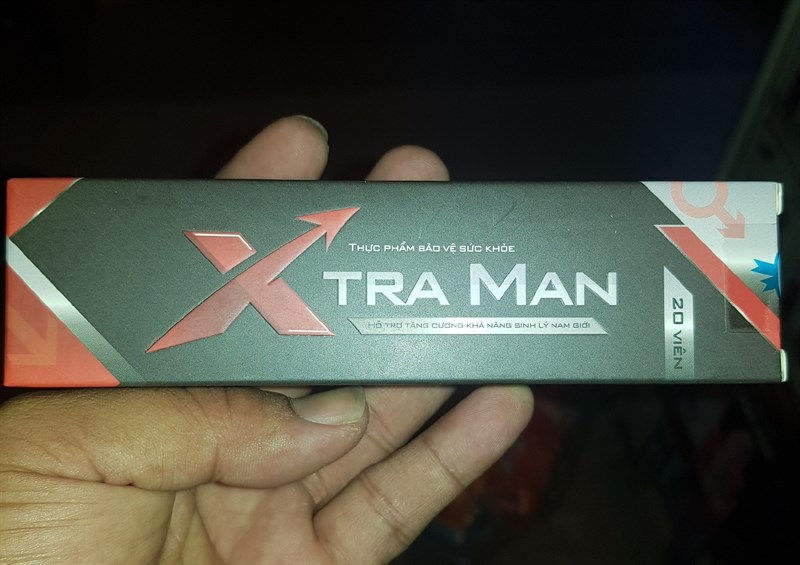 THỰC PHẨM BẢO VỆ SỨC KHỎE
XTRA MAN
HỖ TRỢ TĂNG CƯỜNG KHẢ NĂNG SINH LÝ NAM GIỚI
20 VIÊN